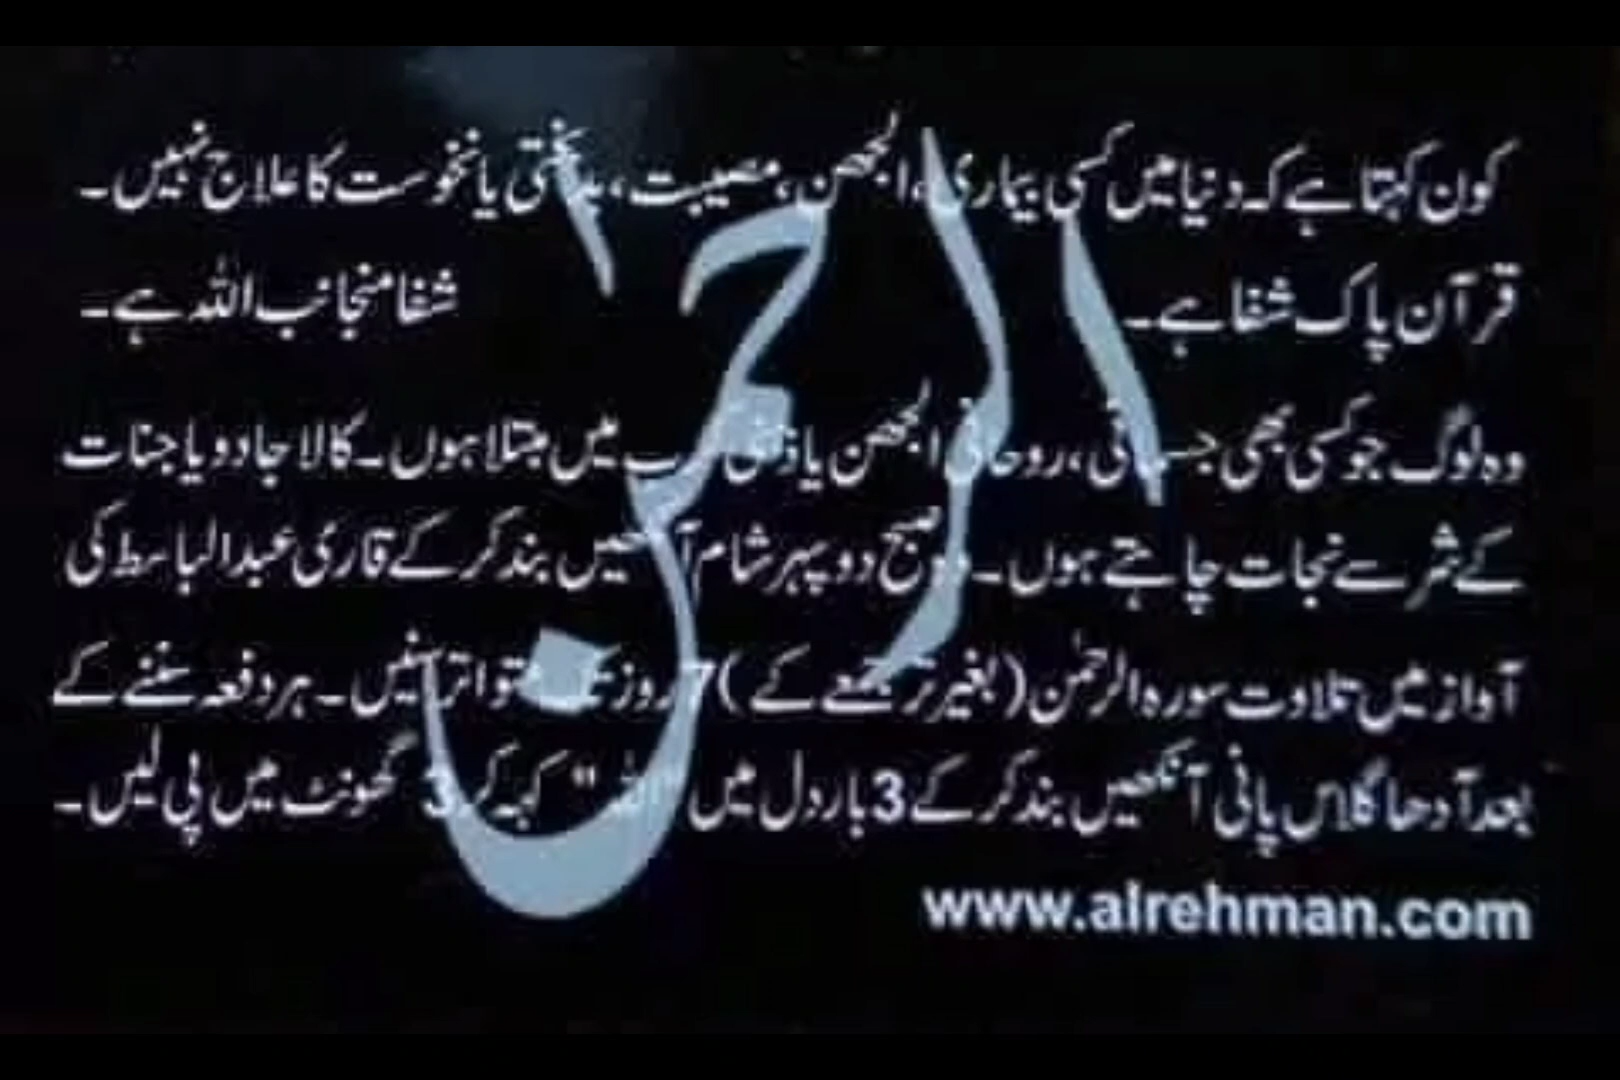 کون کہتا ہے کہ دنیا میں کسی بیماری، الجھن، مصیبت، بدبختی یا نحوست کا علاج نہیں۔
قرآن پاک شفا ہے۔ شفا منجانب اللہ ہے۔
وہ لوگ جو کسی بھی جسمانی، روحانی الجھن یا ذہنی میں مبتلا ہوں۔ کالا جادو یا جنات
کے شر سے نجات چاہتے ہوں۔ صبح دوپہر شام آنکھیں بند کر کے قاری عبدالباسط کی
آواز میں تلاوت سورہ الرحمٰن (بغیر ترجمے کے) 7 روز تک متواتر سنیں۔ ہر دفعہ سننے کے
بعد آدھا گلاس پانی آنکھیں بند کر کے 3 بار دل میں "اللہ" کہہ کر 3 گھونٹ میں پی لیں۔
www.alrehman.com
الرحمٰن